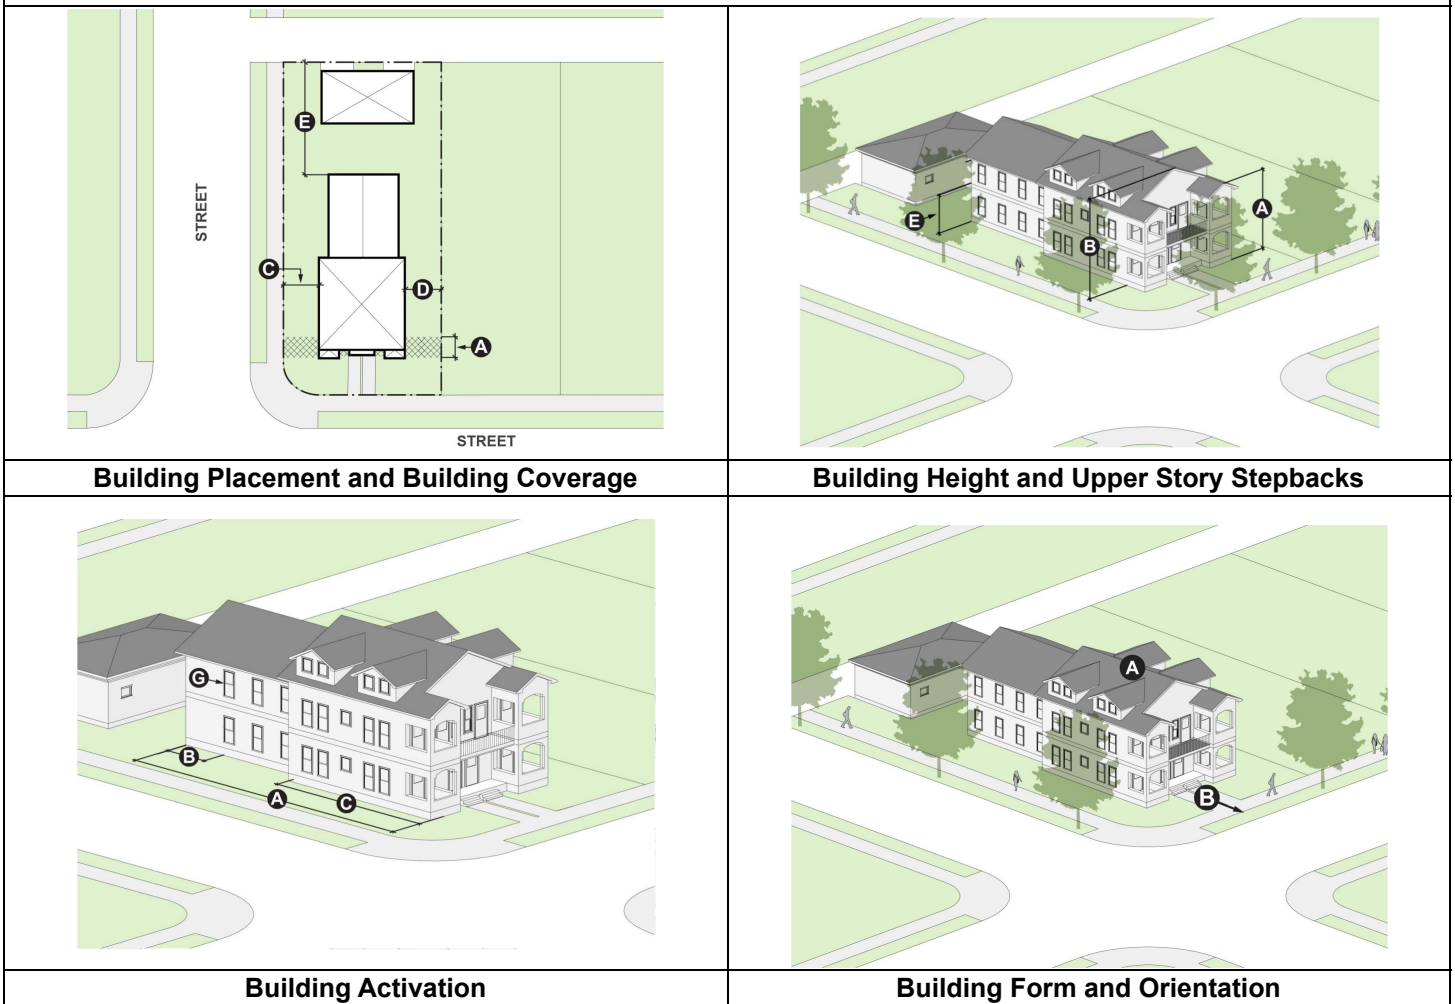 E
STREET
C
D
A
STREET
Building Placement and Building Coverage
A
E
B
Building Height and Upper Story Stepbacks
G
B
A
C
Building Activation
A
B
Building Form and Orientation